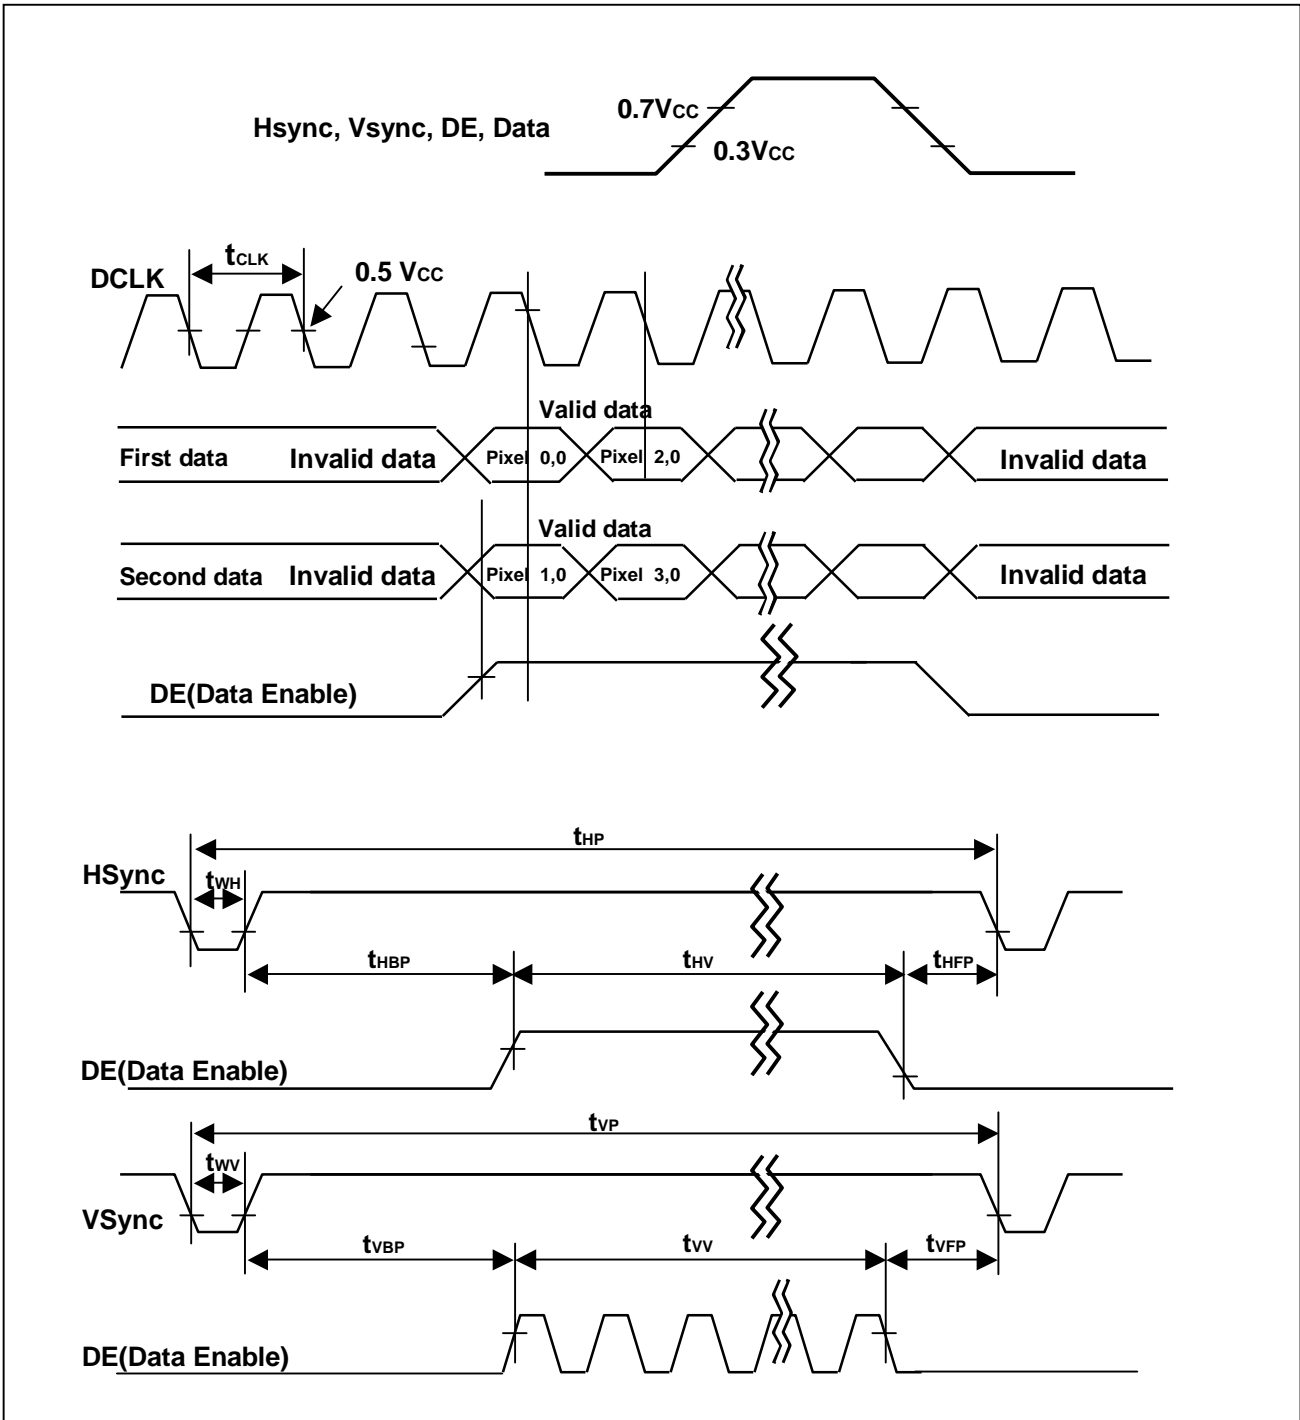 0.7VCC
Hsync, Vsync, DE, Data
0.3VCC
tCLK
0.5 VCC
DCLK
Valid data
First data Invalid data Pixel 0,0 Pixel 2,0 Invalid data
Valid data
Second data Invalid data Pixel 1,0 Pixel 3,0 Invalid data
DE(Data Enable)
tHP
HSync
tWH
tHBP tHV tHFP
DE(Data Enable)
tVP
tWV
VSync
tVBP tVV tVFP
DE(Data Enable)